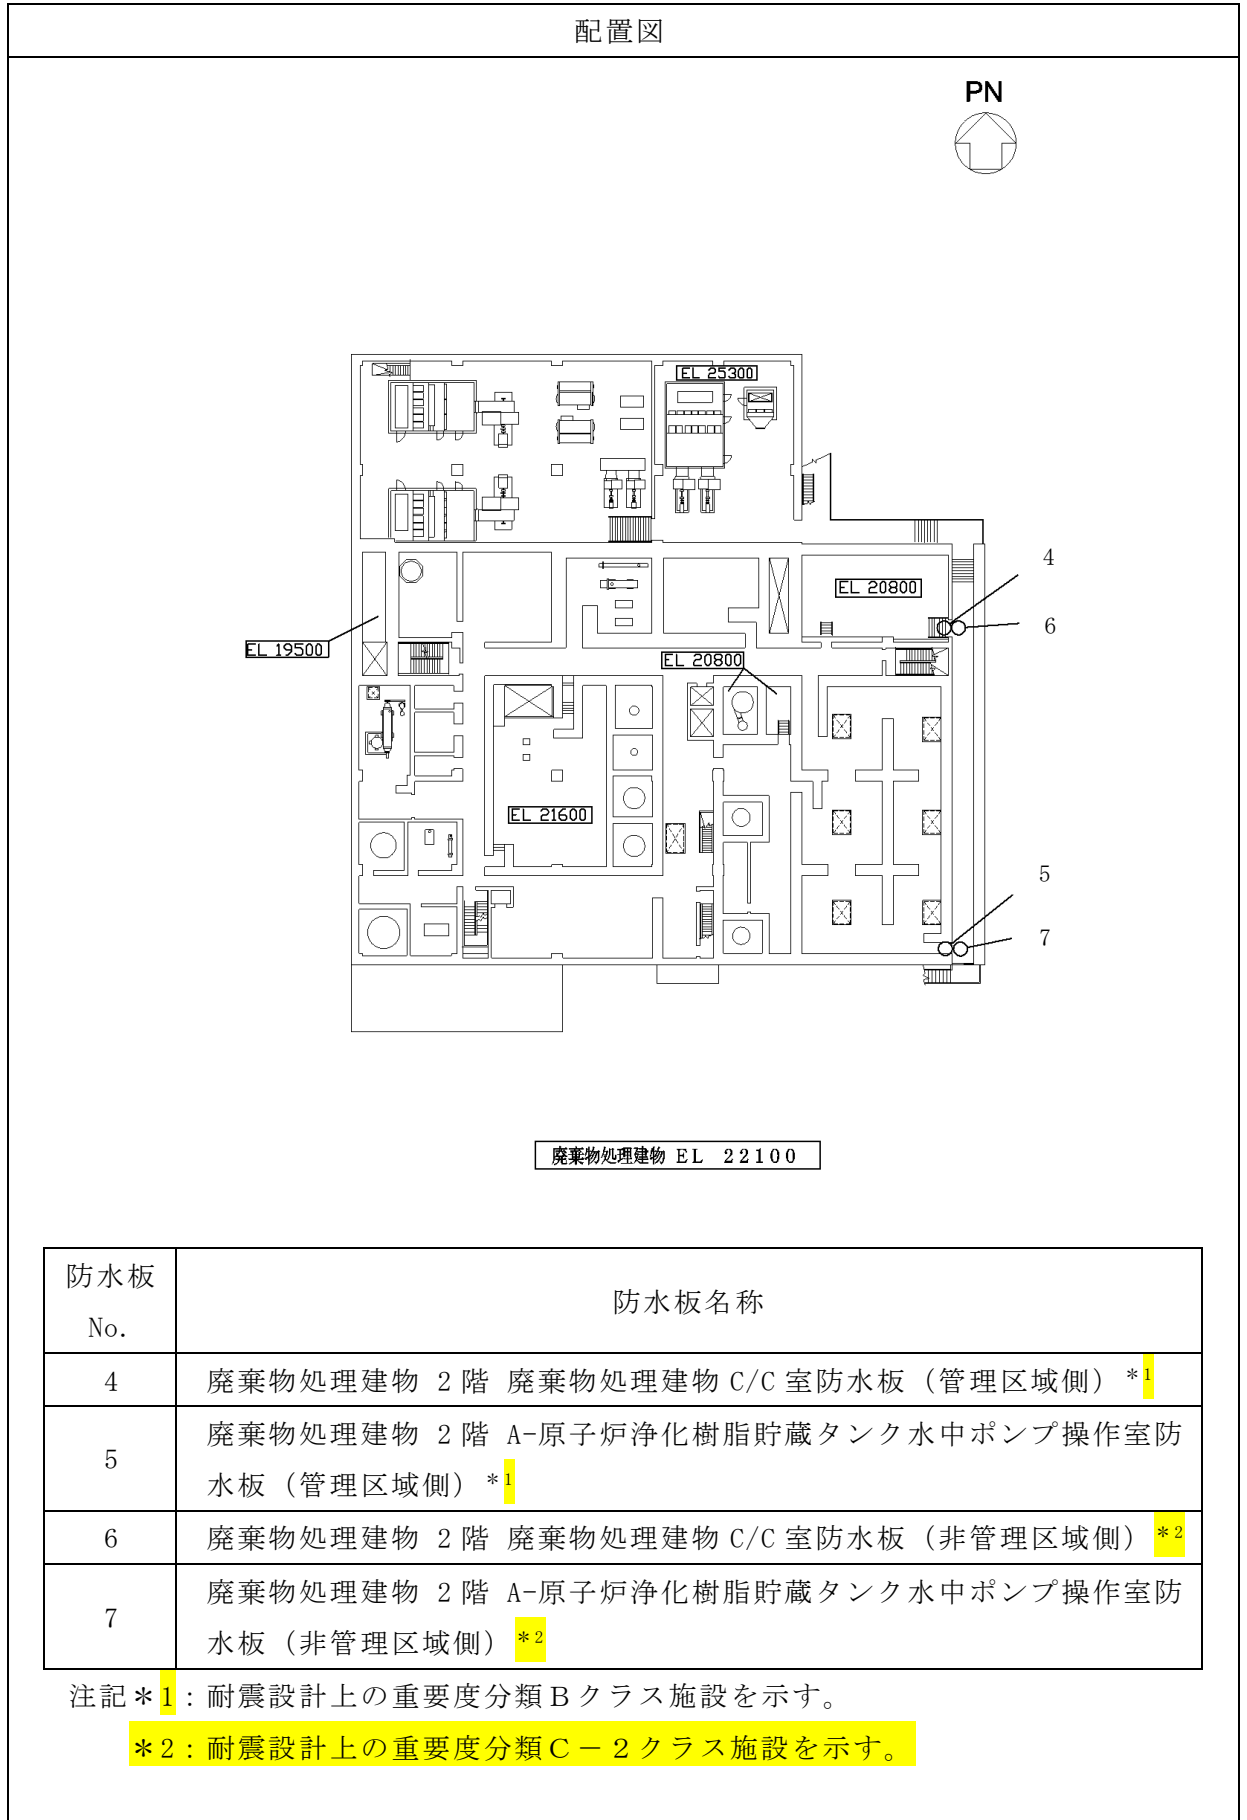 配置図
PN
EL 25300
4
EL 20800
6
EL 19500
EL 20800
EL 21600
5
7
廃棄物処理建物 EL 22100
防水板
No.
防水板名称
4
廃棄物処理建物 2階 廃棄物処理建物 C/C 室防水板（管理区域側）*1
5
廃棄物処理建物 2階 A-原子炉浄化樹脂貯蔵タンク水中ポンプ操作室防
水板（管理区域側）*1
6
廃棄物処理建物 2階 廃棄物処理建物 C/C 室防水板（非管理区域側）*2
7
廃棄物処理建物 2階 A-原子炉浄化樹脂貯蔵タンク水中ポンプ操作室防
水板（非管理区域側）*2
注記＊1：耐震設計上の重要度分類Ｂクラス施設を示す。
＊2：耐震設計上の重要度分類Ｃ－２クラス施設を示す。